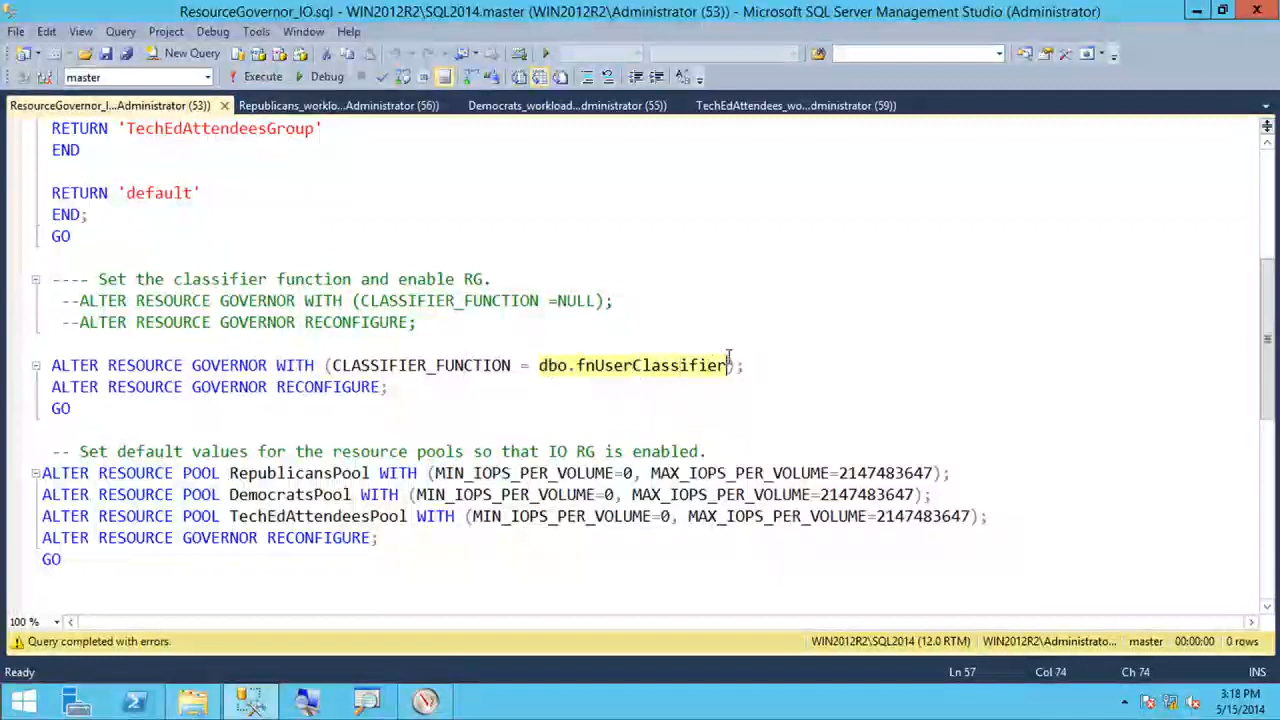 ResourceGovernor_IO.sql - WIN2012R2\SQL2014.master (WIN2012R2\Administrator (53)) - Microsoft SQL Server Management Studio (Administrator)
File Edit View Query Project Debug Tools Window Help
New Query
master Execute Debug
ResourceGovernor_I...Administrator (53)) Republicans_worklo...Administrator (56)) Democrats_workload...dministrator (55)) TechEdAttendees_wo...dministrator (59))
RETURN 'TechEdAttendeesGroup'
END
RETURN 'default'
END;
GO
---- Set the classifier function and enable RG.
--ALTER RESOURCE GOVERNOR WITH (CLASSIFIER_FUNCTION =NULL);
--ALTER RESOURCE GOVERNOR RECONFIGURE;
ALTER RESOURCE GOVERNOR WITH (CLASSIFIER_FUNCTION = dbo.fnUserClassifier);
ALTER RESOURCE GOVERNOR RECONFIGURE;
GO
-- Set default values for the resource pools so that IO RG is enabled.
ALTER RESOURCE POOL RepublicansPool WITH (MIN_IOPS_PER_VOLUME=0, MAX_IOPS_PER_VOLUME=2147483647);
ALTER RESOURCE POOL DemocratsPool WITH (MIN_IOPS_PER_VOLUME=0, MAX_IOPS_PER_VOLUME=2147483647);
ALTER RESOURCE POOL TechEdAttendeesPool WITH (MIN_IOPS_PER_VOLUME=0, MAX_IOPS_PER_VOLUME=2147483647);
ALTER RESOURCE GOVERNOR RECONFIGURE;
GO
100 %
Query completed with errors. WIN2012R2\SQL2014 (12.0 RTM) WIN2012R2\Administrato... master 00:00:00 0 rows
Ready Ln 57 Col 74 Ch 74 INS
3:18 PM
5/15/2014